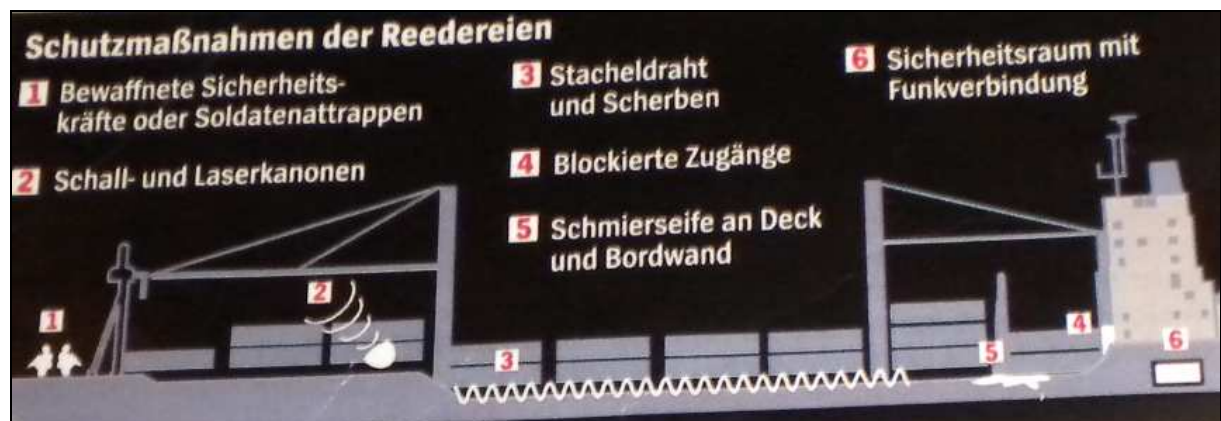 Schutzmaßnahmen der Reedereien
1 Bewaffnete Sicherheits-
kräfte oder Soldatenattrappen
2 Schall- und Laserkanonen
3 Stacheldraht
und Scherben
4 Blockierte Zugänge
5 Schmierseife an Deck
und Bordwand
6 Sicherheitsraum mit
Funkverbindung
1
2
3
5
4
6